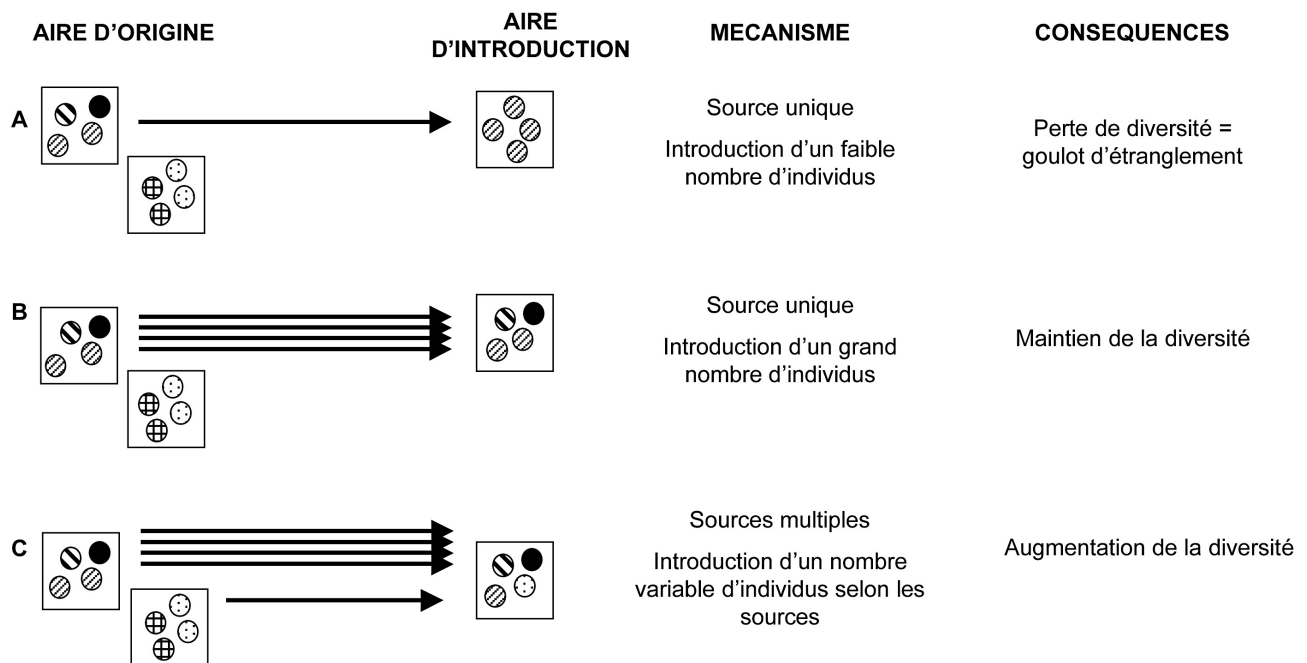 AIRE D'ORIGINE
AIRE
D'INTRODUCTION
MECANISME
CONSEQUENCES
A
Source unique
Introduction d'un faible
nombre d'individus
Perte de diversité =
goulot d'étranglement
B
Source unique
Introduction d'un grand
nombre d'individus
Maintien de la diversité
C
Sources multiples
Introduction d'un nombre
variable d'individus selon les
sources
Augmentation de la diversité